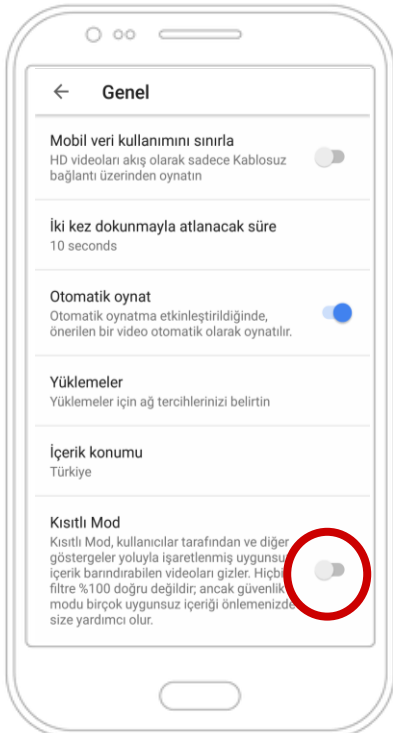 Genel
Mobil veri kullanımını sınırla
HD videoları akış olarak sadece Kablosuz
bağlantı üzerinden oynatın
İki kez dokunmayla atlanacak süre
10 seconds
Otomatik oynat
Otomatik oynatma etkinleştirildiğinde,
önerilen bir video otomatik olarak oynatılır.
Yüklemeler
Yüklemeler için ağ tercihlerinizi belirtin
İçerik konumu
Türkiye
Kısıtlı Mod
Kısıtlı Mod, kullanıcılar tarafından ve diğer
göstergeler yoluyla işaretlenmiş uygunsu
içerik barındırabilen videoları gizler. Hiçbi
filtre %100 doğru değildir; ancak güvenlik
modu birçok uygunsuz içeriği önlemenizde
size yardımcı olur.